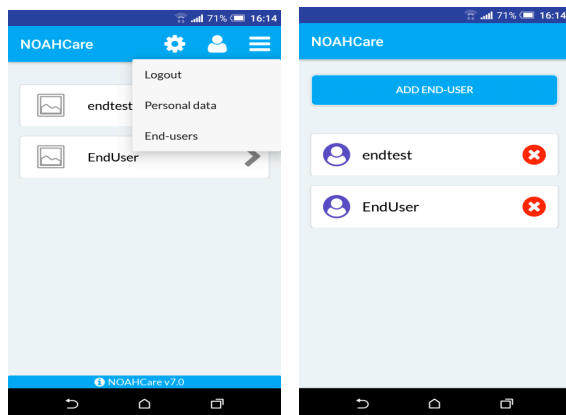 71% 16:14
NOAHCare
Logout
endtest
Personal data
End-users
EndUser
NOAHCare v7.0
71% 16:14
NOAHCare
ADD END-USER
endtest
EndUser